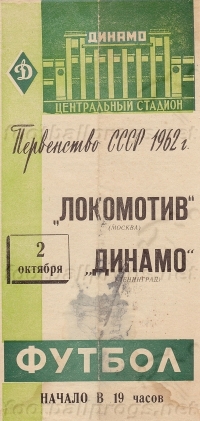 Д
ДИНАМО
ЦЕНТРАЛЬНЫЙ СТАДИОН
Первенство СССР 1962 г.
"ЛОКОМОТИВ"
(МОСКВА)
2
октября
"ДИНАМО"
(ЛЕНИНГРАД)
ФУТБОЛ
НАЧАЛО В 19 часов